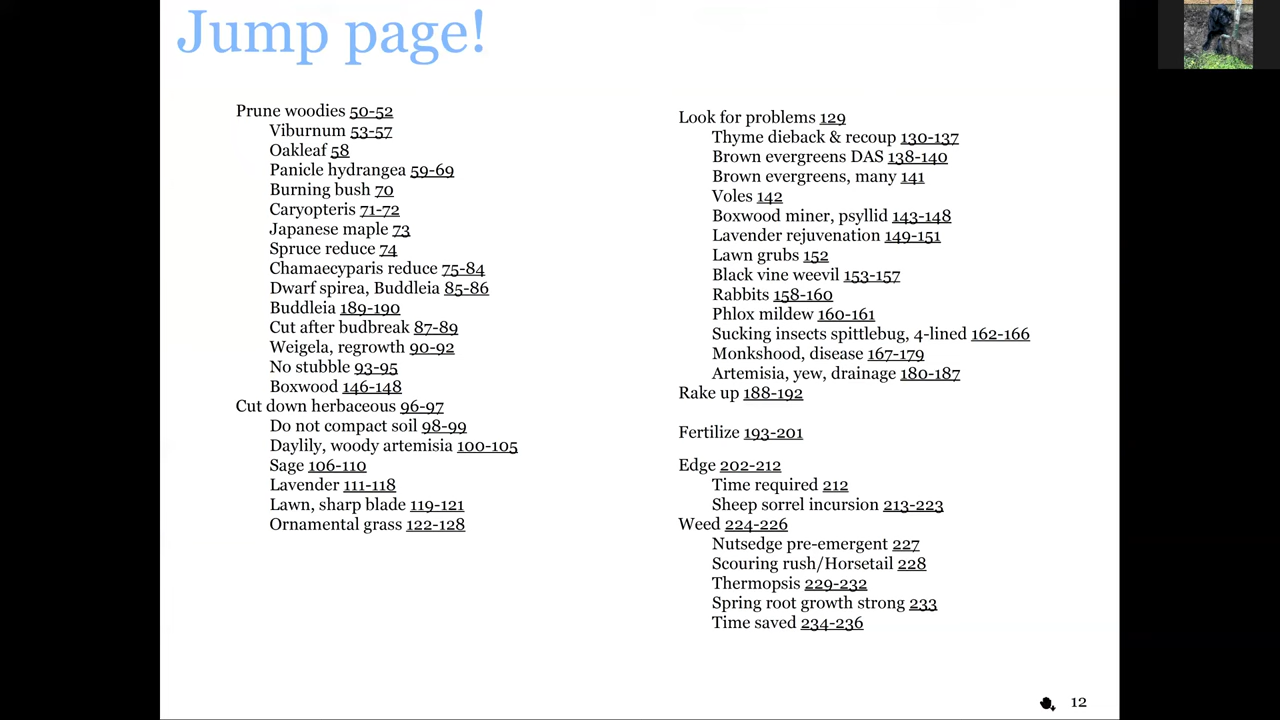 Jump page!
Prune woodies 50-52
Viburnum 53-57
Oakleaf 58
Panicle hydrangea 59-69
Burning bush 70
Caryopteris 71-72
Japanese maple 73
Spruce reduce 74
Chamaecyparis reduce 75-84
Dwarf spirea, Buddleia 85-86
Buddleia 189-190
Cut after budbreak 87-89
Weigela, regrowth 90-92
No stubble 93-95
Boxwood 146-148
Cut down herbaceous 96-97
Do not compact soil 98-99
Daylily, woody artemisia 100-105
Sage 106-110
Lavender 111-118
Lawn, sharp blade 119-121
Ornamental grass 122-128
Look for problems 129
Thyme dieback & recoup 130-137
Brown evergreens DAS 138-140
Brown evergreens, many 141
Voles 142
Boxwood miner, psyllid 143-148
Lavender rejuvenation 149-151
Lawn grubs 152
Black vine weevil 153-157
Rabbits 158-160
Phlox mildew 160-161
Sucking insects spittlebug, 4-lined 162-166
Monkshood, disease 167-179
Artemisia, yew, drainage 180-187
Rake up 188-192
Fertilize 193-201
Edge 202-212
Time required 212
Sheep sorrel incursion 213-223
Weed 224-226
Nutsedge pre-emergent 227
Scouring rush/Horsetail 228
Thermopsis 229-232
Spring root growth strong 233
Time saved 234-236
12